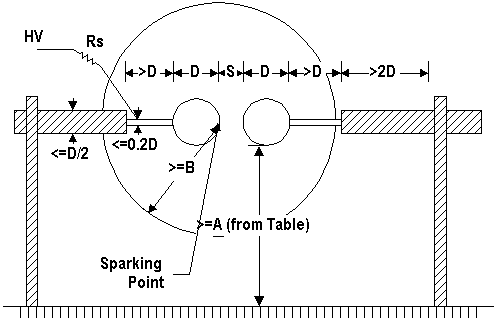 HV
Rs
>D D S D >D >2D
<=D/2
<=0.2D
>=B
>=A (from Table)
Sparking
Point